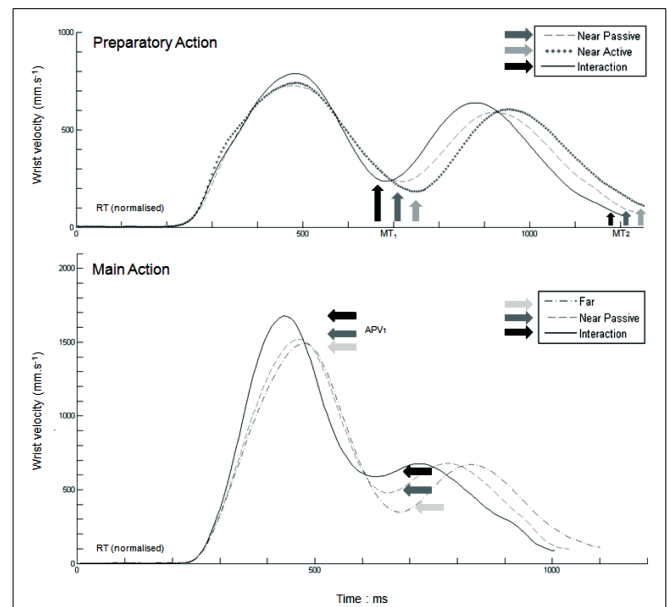 Preparatory Action
Near Passive
Near Active
Interaction
Wrist velocity (mm.s⁻¹)
1000
500
0
RT (normalised)
0
500
MT₁
1000
MT₂
Main Action
Far
Near Passive
Interaction
APV₁
Wrist velocity (mm.s⁻¹)
2000
1500
1000
500
0
RT (normalised)
0
500
1000
Time : ms